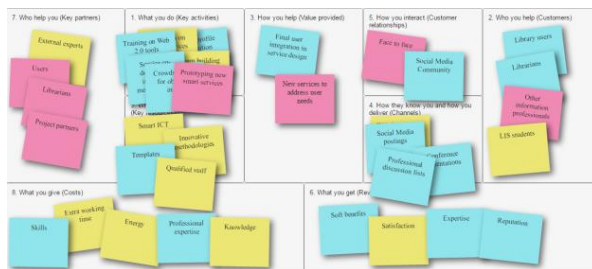 7. Who help you (Key partners)
External experts
Users
Librarians
Project partners
1. What you do (Key activities)
Training on Web
2.0 tools
Prototyping new
smart services
Smart ICT
Innovative
methodologies
Templates
Qualified staff
3. How you help (Value provided)
Final user
integration in
service-design
New services to
address user
needs
5. How you interact (Customer
relationships)
Face to face
Social Media
Community
4. How they know you and how you
deliver (Channels)
Social Media
postings
Professional
discussion lists
Conference
2. Who you help (Customers)
Library users
Librarians
Other
information
professionals
LIS students
8. What you give (Costs)
Skills
Extra working
time
Energy
Professional
expertise
Knowledge
6. What you get
Soft benefits
Satisfaction
Expertise
Reputation